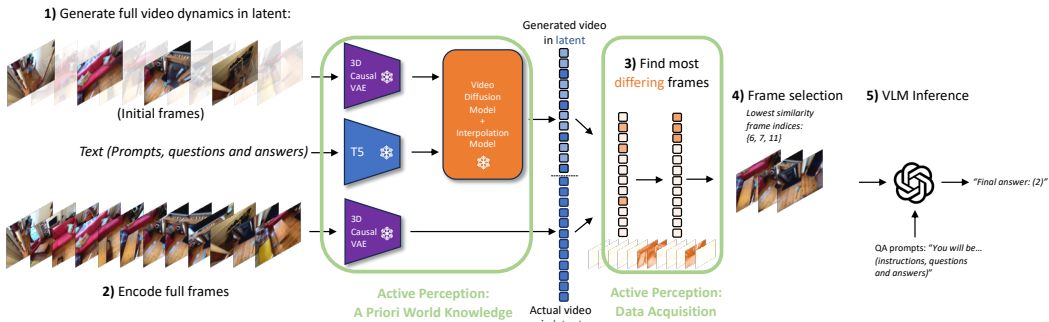 1) Generate full video dynamics in latent:
(Initial frames)
Text (Prompts, questions and answers)
2) Encode full frames
3D
Causal
VAE
T5
3D
Causal
VAE
Video
Diffusion
Model
+
Interpolation
Model
Active Perception:
A Priori World Knowledge
Generated video
in latent
Actual video
3) Find most
differing frames
Active Perception:
Data Acquisition
4) Frame selection
Lowest similarity
frame indices:
{6, 7, 11}
5) VLM Inference
"Final answer: (2)"
QA prompts: "You will be...
(instructions, questions
and answers)"